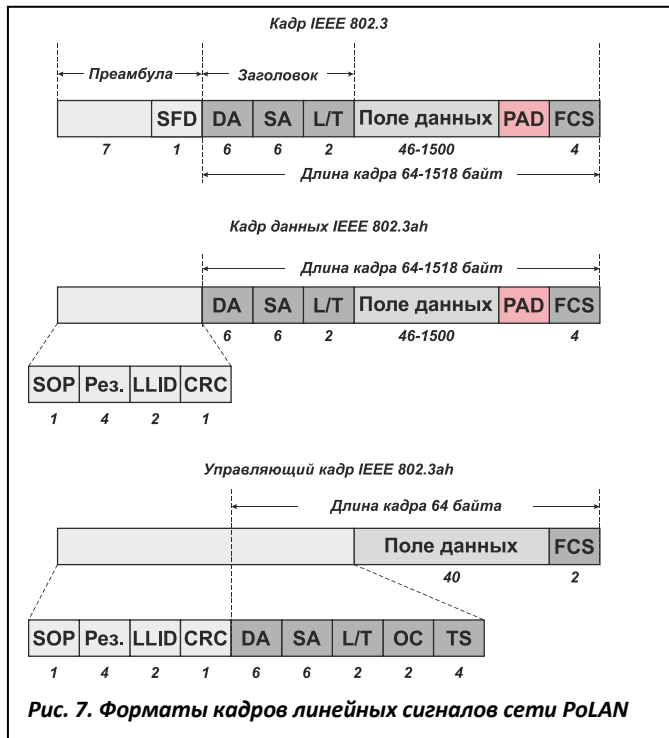 Кадр IEEE 802.3
Преамбула Заголовок
SFD DA SA L/T Поле данных PAD FCS
7 1 6 6 2 46-1500 4
Длина кадра 64-1518 байт
Кадр данных IEEE 802.3ah
Длина кадра 64-1518 байт
DA SA L/T Поле данных PAD FCS
6 6 2 46-1500 4
SOP Рез. LLID CRC
1 4 2 1
Управляющий кадр IEEE 802.3ah
Длина кадра 64 байта
Поле данных FCS
40 2
SOP Рез. LLID CRC DA SA L/T OC TS
1 4 2 1 6 6 2 2 4
Рис. 7. Форматы кадров линейных сигналов сети PoLAN